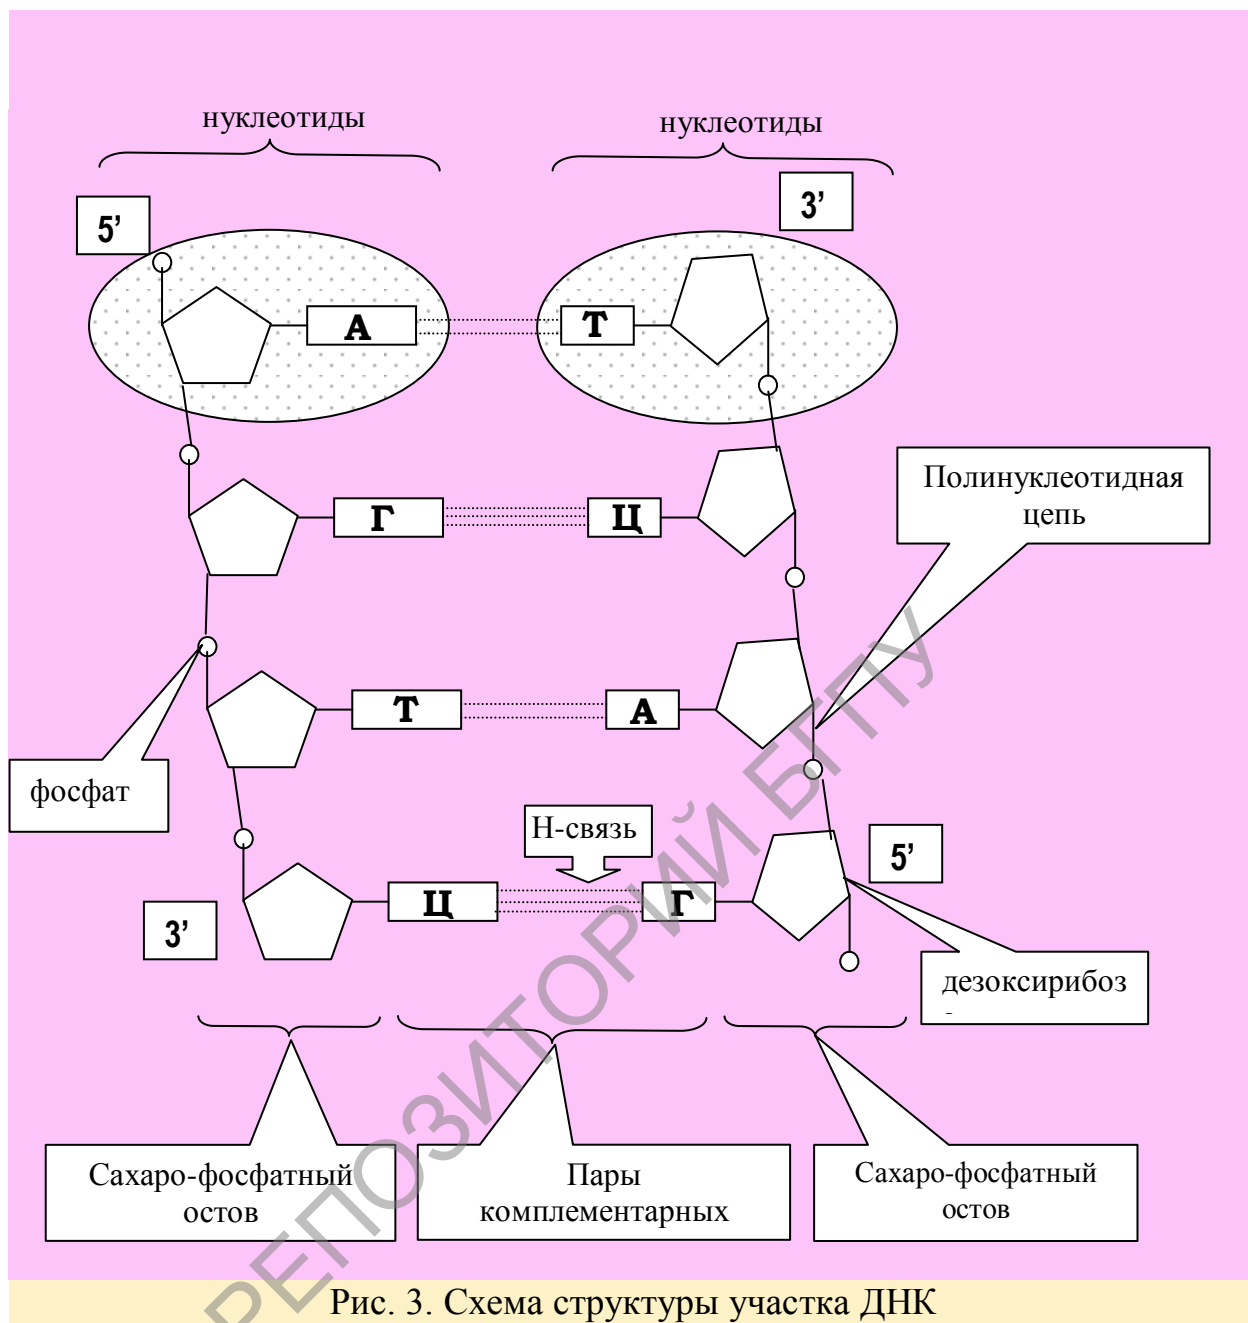 нуклеотиды
нуклеотиды
5’
3’
А
Т
Г
Ц
Полинуклеотидная
цепь
Т
А
фосфат
Н-связь
5’
Ц
Г
3’
дезоксирибоз
Сахаро-фосфатный
остов
Пары
комплементарных
Сахаро-фосфатный
остов
РЕПОЗИТОРИЙ БГПУ
Рис. 3. Схема структуры участка ДНК